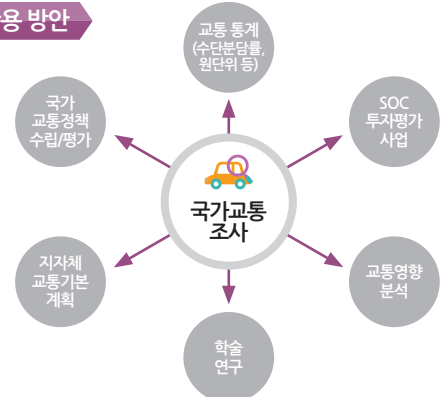 용 방안
교통 통계
(수단분담률,
원단위 등)
국가
교통정책
수립/평가
SOC
투자평가
사업
국가교통
조사
지자체
교통기본
계획
교통영향
분석
학술
연구